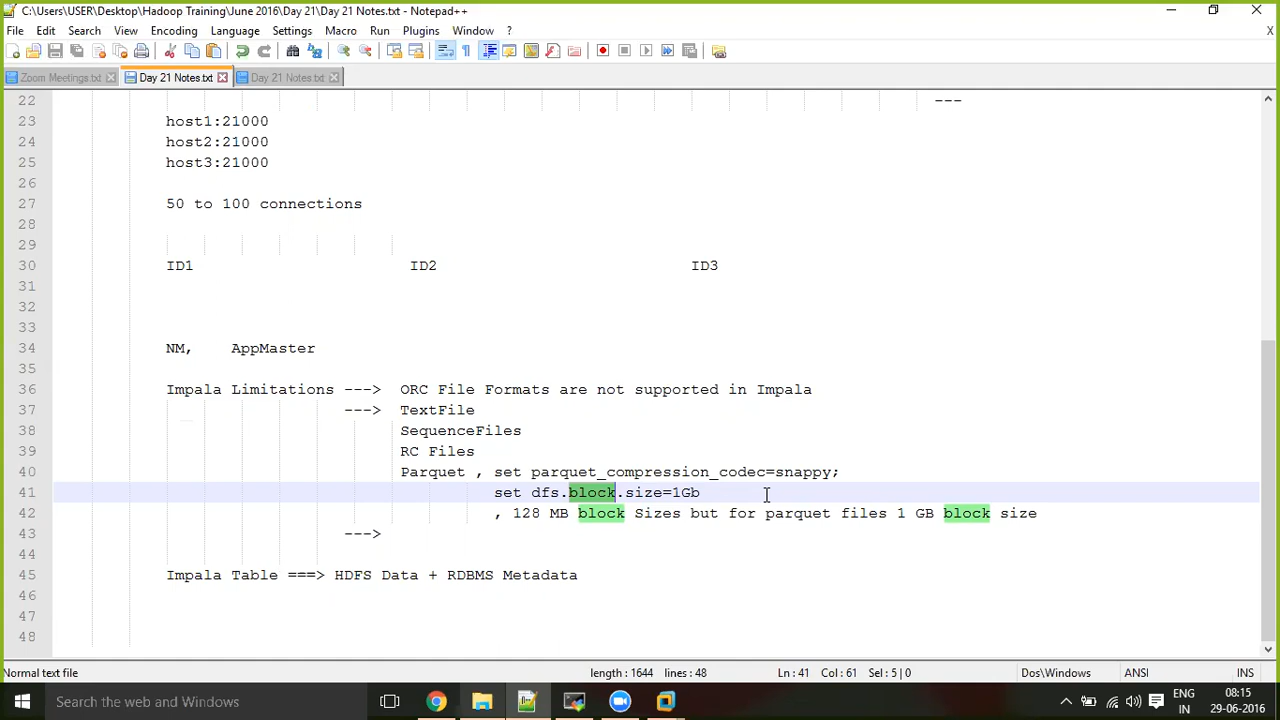 C:\Users\USER\Desktop\Hadoop Training\June 2016\Day 21\Day 21 Notes.txt - Notepad++
File Edit Search View Encoding Language Settings Macro Run Plugins Window ? X
Zoom Meetings.txt Day 21 Notes.txt Day 21 Notes.txt
22 ---
23 host1:21000
24 host2:21000
25 host3:21000
26
27 50 to 100 connections
28
29
30 ID1 ID2 ID3
31
32
33
34 NM, AppMaster
35
36 Impala Limitations ---> ORC File Formats are not supported in Impala
37 ---> TextFile
38 SequenceFiles
39 RC Files
40 Parquet , set parquet_compression_codec=snappy;
41 set dfs.block.size=1Gb
42 , 128 MB block Sizes but for parquet files 1 GB block size
43 --->
44
45 Impala Table ===> HDFS Data + RDBMS Metadata
46
47
48
Normal text file length : 1644 lines : 48 Ln : 41 Col : 61 Sel : 5 | 0 Dos\Windows ANSI INS
Search the web and Windows ENG 08:15
IN 29-06-2016